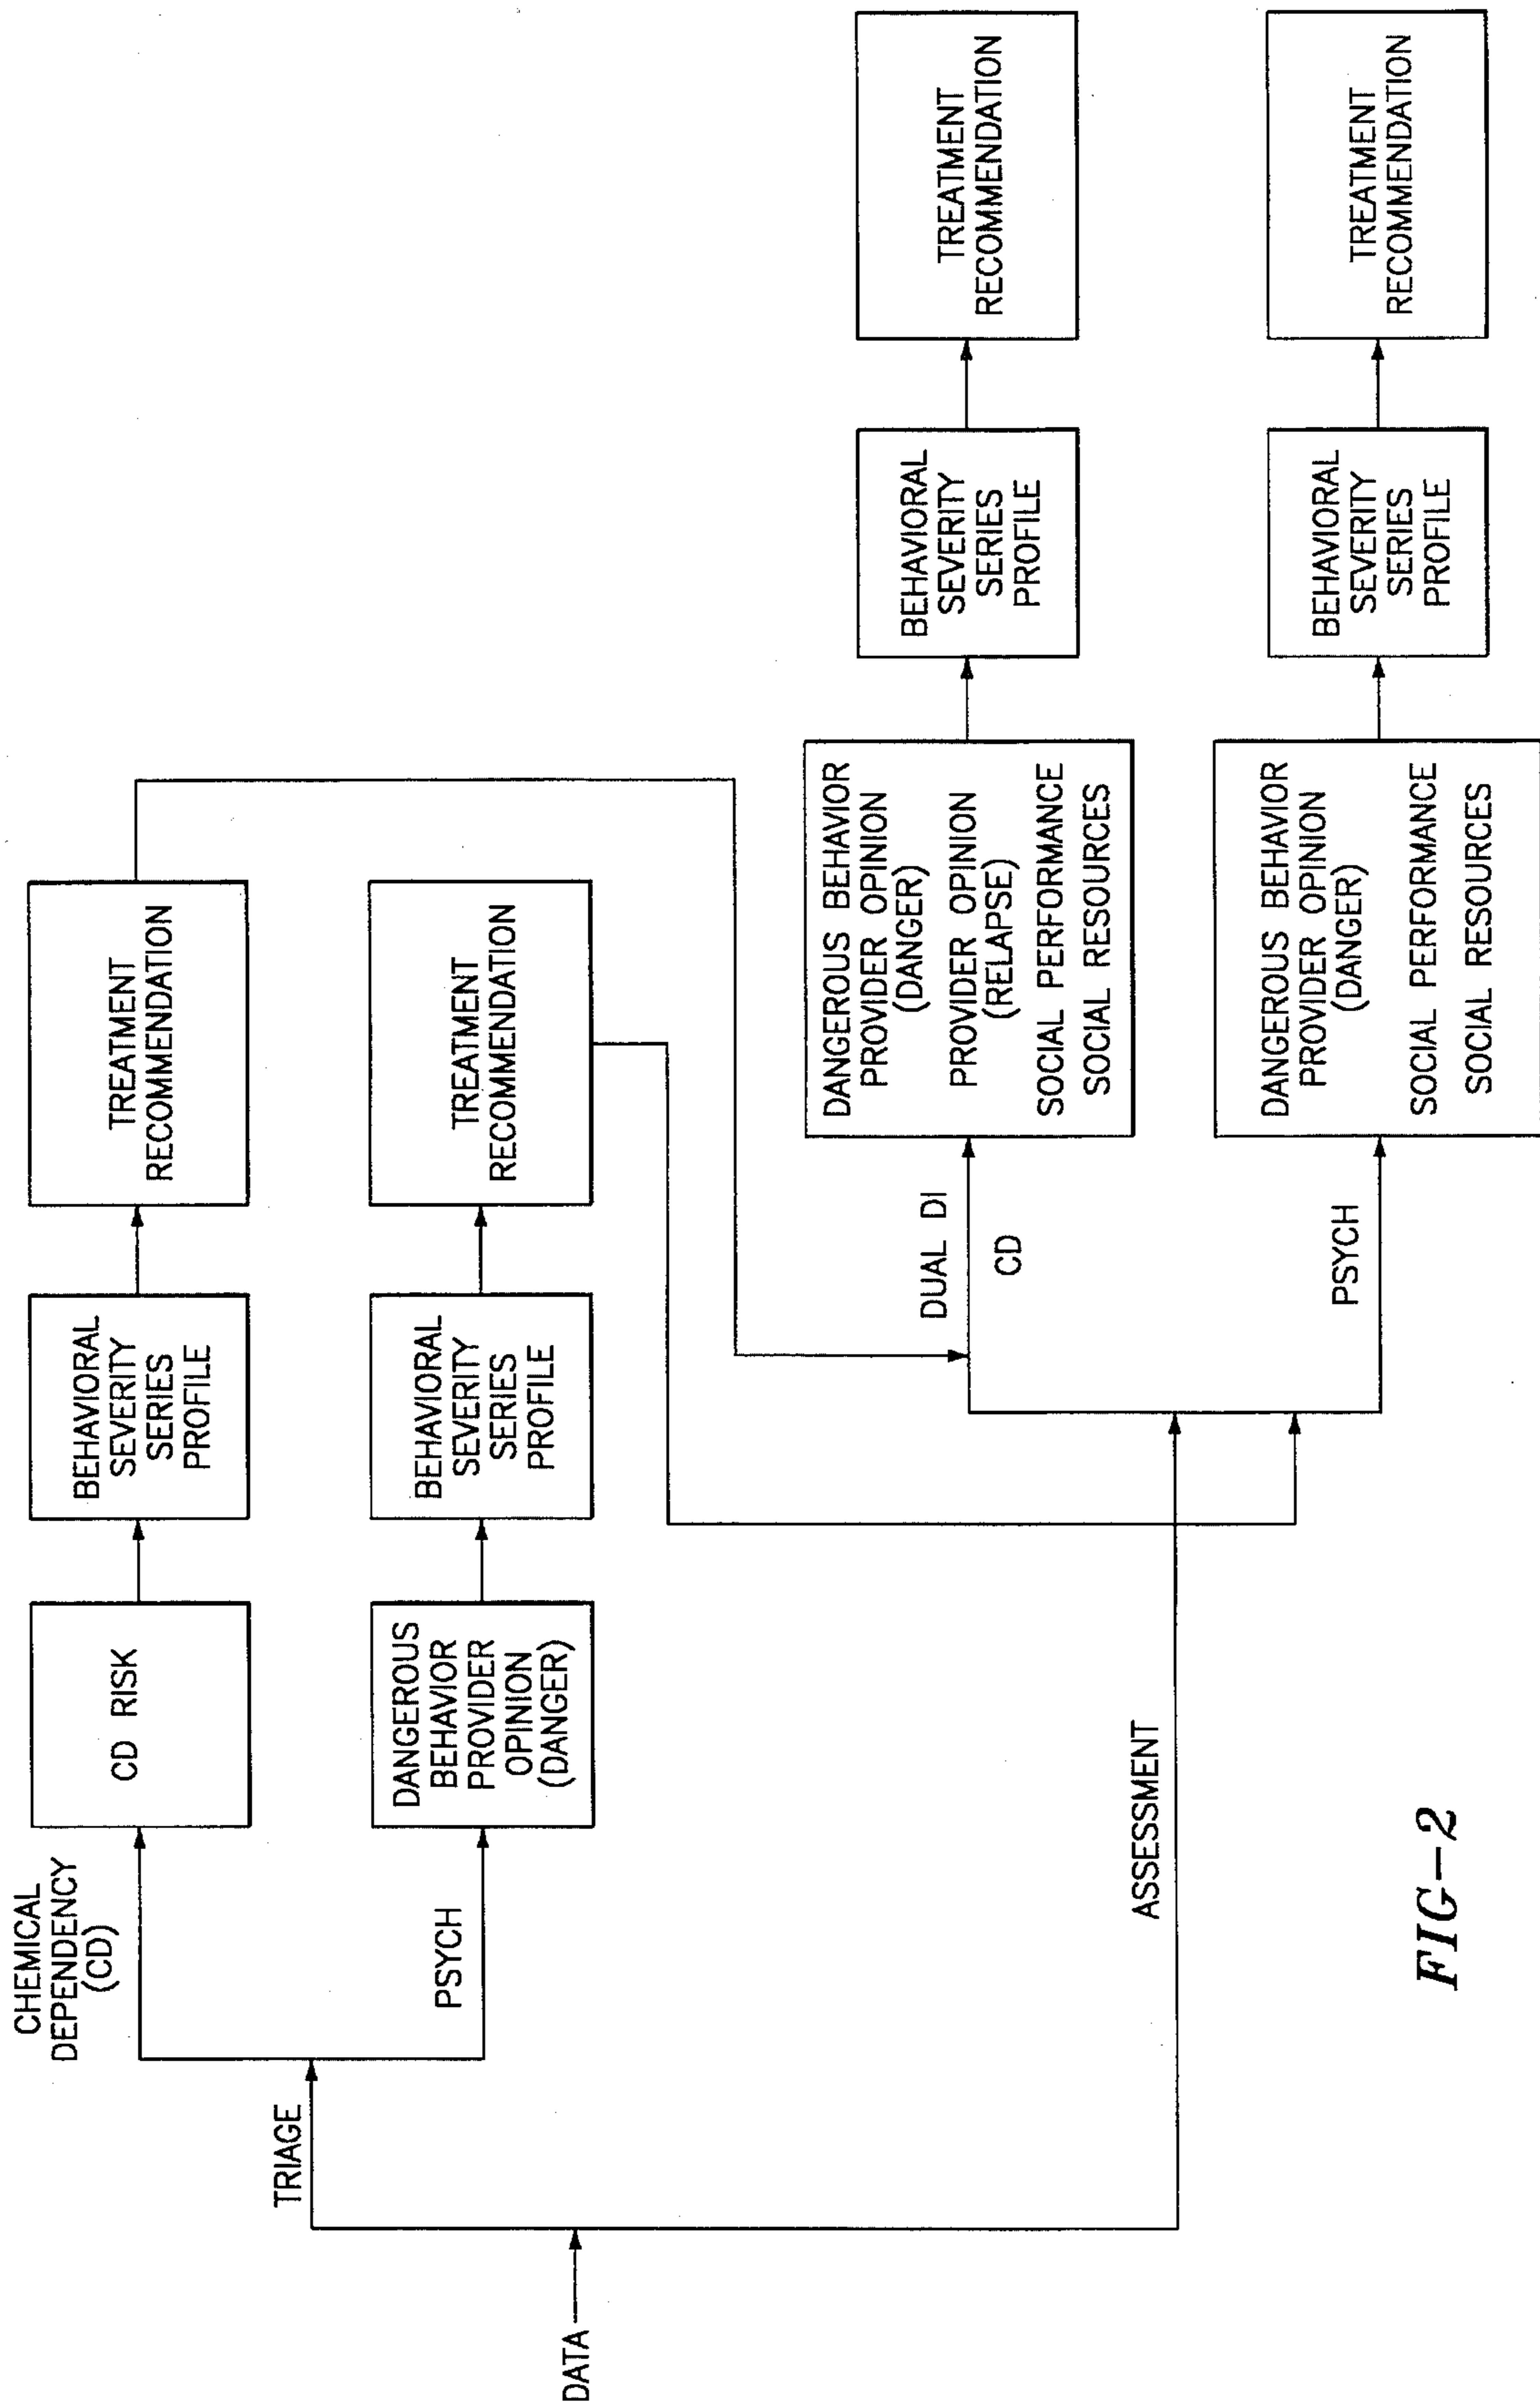 DATA
TRIAGE
CHEMICAL
DEPENDENCY
(CD)
CD RISK
BEHAVIORAL
SEVERITY
SERIES
PROFILE
TREATMENT
RECOMMENDATION
PSYCH
DANGEROUS
BEHAVIOR
PROVIDER
OPINION
(DANGER)
BEHAVIORAL
SEVERITY
SERIES
PROFILE
TREATMENT
RECOMMENDATION
ASSESSMENT
DUAL DI
CD
DANGEROUS BEHAVIOR
PROVIDER OPINION
(DANGER)
PROVIDER OPINION
(RELAPSE)
SOCIAL PERFORMANCE
SOCIAL RESOURCES
BEHAVIORAL
SEVERITY
SERIES
PROFILE
TREATMENT
RECOMMENDATION
PSYCH
DANGEROUS BEHAVIOR
PROVIDER OPINION
(DANGER)
SOCIAL PERFORMANCE
SOCIAL RESOURCES
BEHAVIORAL
SEVERITY
SERIES
PROFILE
TREATMENT
RECOMMENDATION
FIG-2